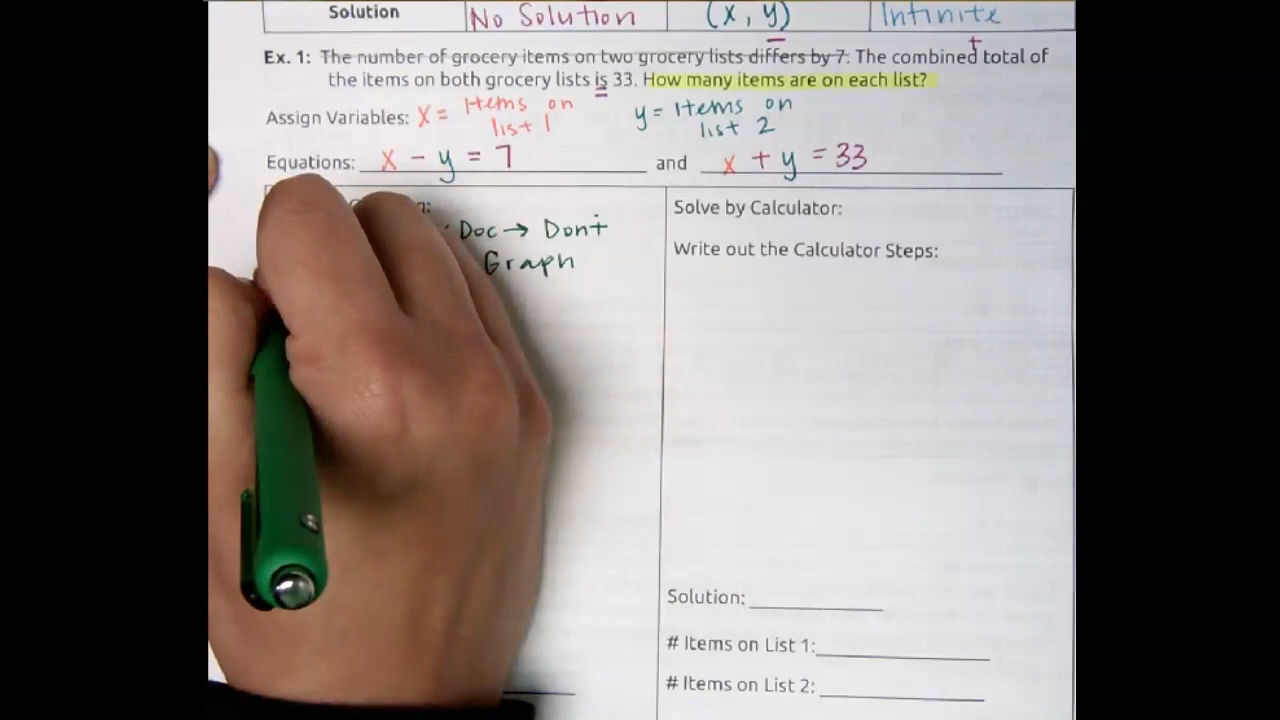 Solution No Solution (x, y) Infinite
Ex. 1: The number of grocery items on two grocery lists differs by 7. The combined total of
the items on both grocery lists is 33. How many items are on each list?
Assign Variables: x = Items on list 1 y = Items on list 2
Equations: x - y = 7 and x + y = 33
Doc → Don't
Graph
Solve by Calculator:
Write out the Calculator Steps:
Solution:
# Items on List 1:
# Items on List 2: